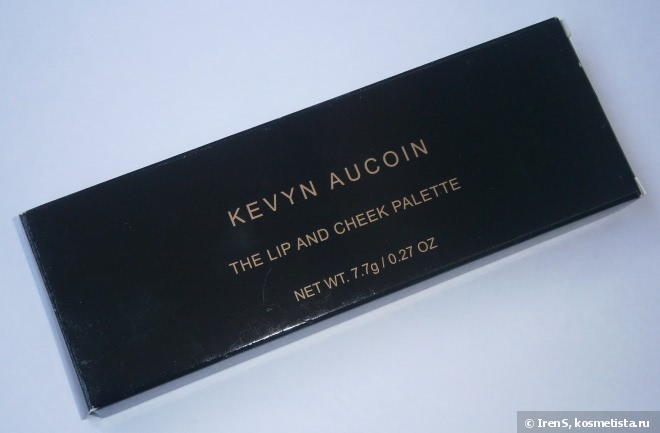 KEVYN AUCOIN
THE LIP AND CHEEK PALETTE
NET WT. 7.7g / 0.27 OZ
© IrenS, kosmetista.ru